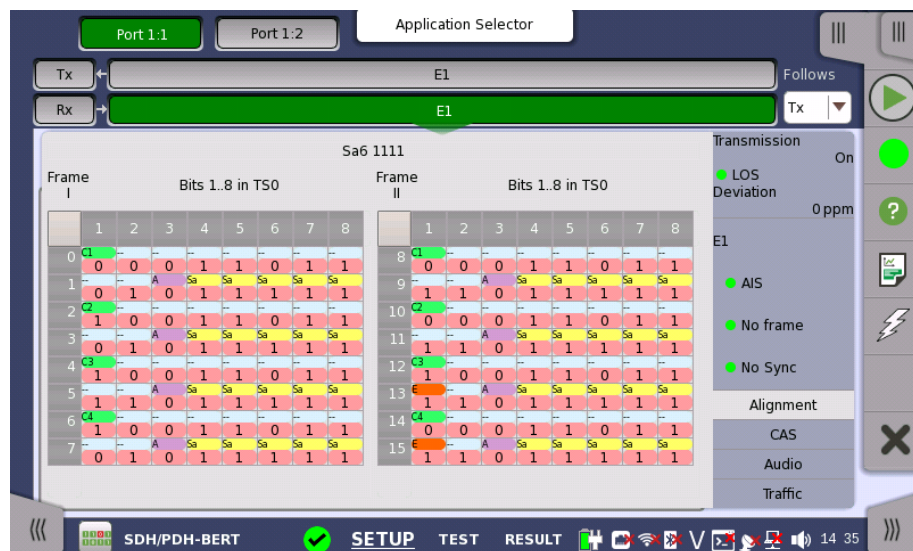 Application Selector
Port 1:1 Port 1:2
Tx E1 Follows
Rx E1 Tx
Sa6 1111
Frame I Bits 1..8 in TS0 Frame II Bits 1..8 in TS0
1 2 3 4 5 6 7 8 1 2 3 4 5 6 7 8
C1 -- -- -- -- -- -- -- C1 -- -- -- -- -- -- --
0 0 0 0 1 1 0 1 1 8 0 0 0 1 1 0 1 1
-- -- A Sa Sa Sa Sa Sa -- -- A Sa Sa Sa Sa Sa
1 0 1 0 1 1 1 1 1 9 1 1 0 1 1 1 1 1
C2 -- -- -- -- -- -- -- C2 -- -- -- -- -- -- --
2 1 0 0 1 1 0 1 1 10 0 0 0 1 1 0 1 1
-- -- A Sa Sa Sa Sa Sa -- -- A Sa Sa Sa Sa Sa
3 0 1 0 1 1 1 1 1 11 1 1 0 1 1 1 1 1
C3 -- -- -- -- -- -- -- C3 -- -- -- -- -- -- --
4 1 0 0 1 1 0 1 1 12 1 0 0 1 1 0 1 1
-- -- A Sa Sa Sa Sa Sa E -- A Sa Sa Sa Sa Sa
5 1 1 0 1 1 1 1 1 13 1 1 0 1 1 1 1 1
C4 -- -- -- -- -- -- -- C4 -- -- -- -- -- -- --
6 1 0 0 1 1 0 1 1 14 0 0 0 1 1 0 1 1
-- -- A Sa Sa Sa Sa Sa E -- A Sa Sa Sa Sa Sa
7 0 1 0 1 1 1 1 1 15 1 1 0 1 1 1 1 1
Transmission
On
LOS
Deviation
0 ppm
E1
AIS
No frame
No Sync
Alignment
CAS
Audio
Traffic
SDH/PDH-BERT SETUP TEST RESULT 14 35